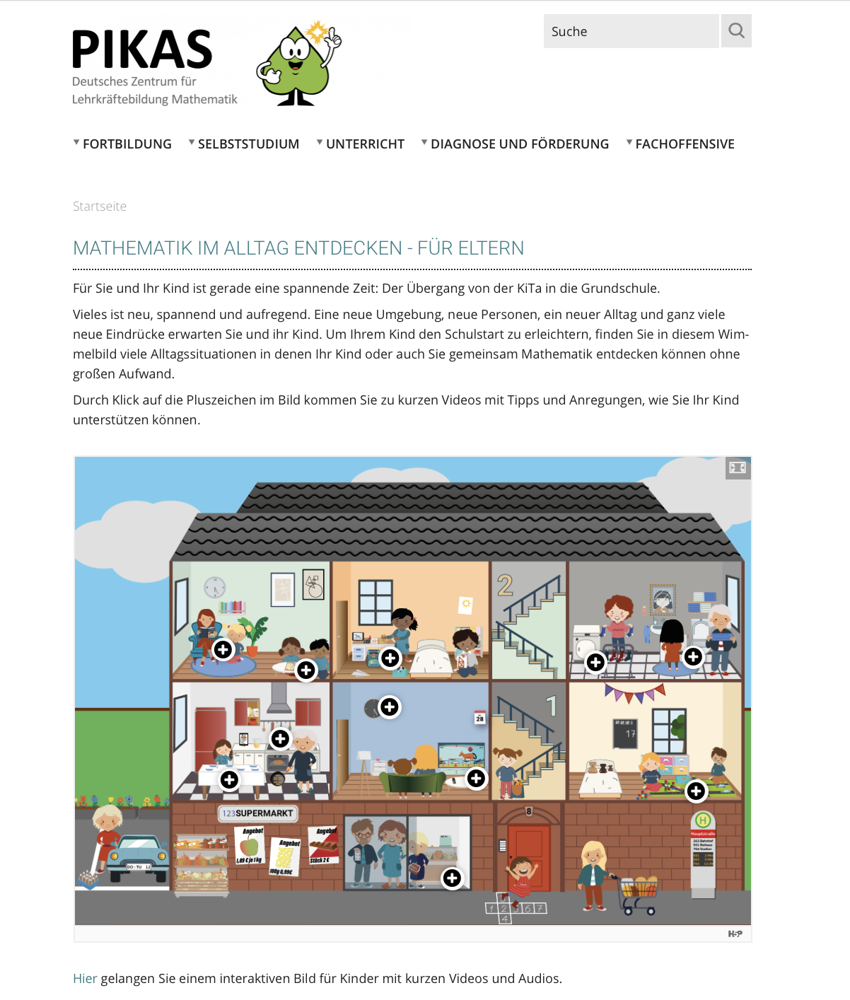 PIKAS
Deutsches Zentrum für
Lehrkräftebildung Mathematik
Suche
FORTBILDUNG
SELBSTSTUDIUM
UNTERRICHT
DIAGNOSE UND FÖRDERUNG
FACHOFFENSIVE
Startseite
MATHEMATIK IM ALLTAG ENTDECKEN - FÜR ELTERN
Für Sie und Ihr Kind ist gerade eine spannende Zeit: Der Übergang von der KiTa in die Grundschule.
Vieles ist neu, spannend und aufregend. Eine neue Umgebung, neue Personen, ein neuer Alltag und ganz viele
neue Eindrücke erwarten Sie und ihr Kind. Um Ihrem Kind den Schulstart zu erleichtern, finden Sie in diesem Wim-
melbild viele Alltagssituationen in denen Ihr Kind oder auch Sie gemeinsam Mathematik entdecken können ohne
großen Aufwand.
Durch Klick auf die Pluszeichen im Bild kommen Sie zu kurzen Videos mit Tipps und Anregungen, wie Sie Ihr Kind
unterstützen können.
2
1
28
17
123SUPERMARKT
8
H
Hauptstraße
303 Bahnhof
501 Rathaus
704 Stadion
Angebot
1,89 € je 1 kg
Angebot
100g 0,99€
Angebot
Stück 2 €
DO:TU 12
1 2 3 6 7
4
H5P
Hier gelangen Sie einem interaktiven Bild für Kinder mit kurzen Videos und Audios.